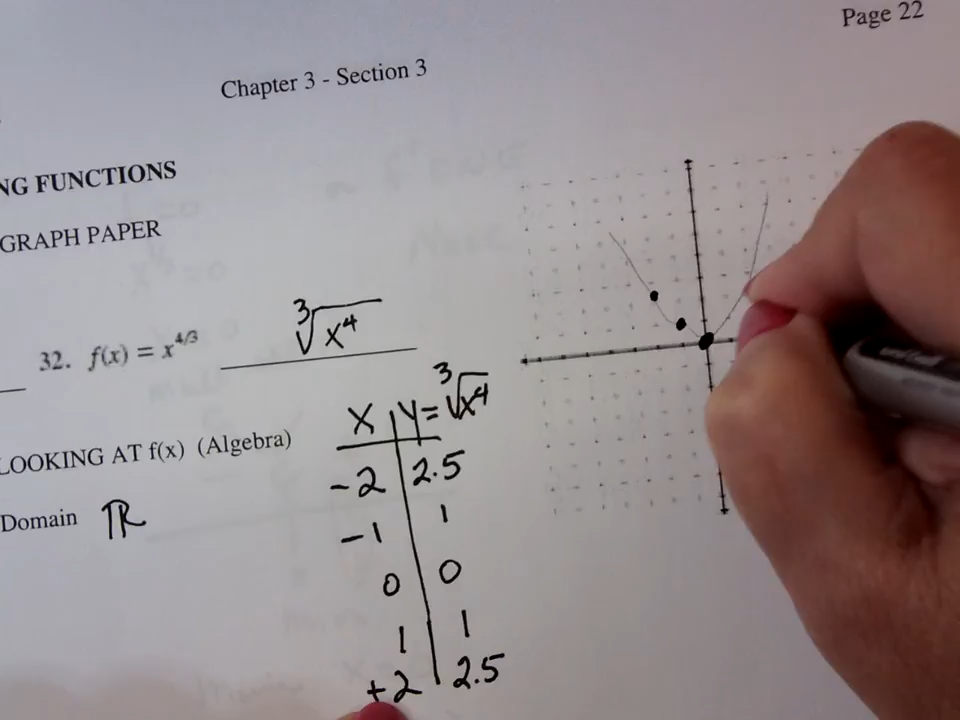 Page 22
Chapter 3 - Section 3
NG FUNCTIONS
GRAPH PAPER
32. f(x) = x^{4/3} ∛x⁴
LOOKING AT f(x) (Algebra)
Domain ℝ
X Y = ∛x⁴
-2 2.5
-1 1
0 0
1 1
+2 2.5